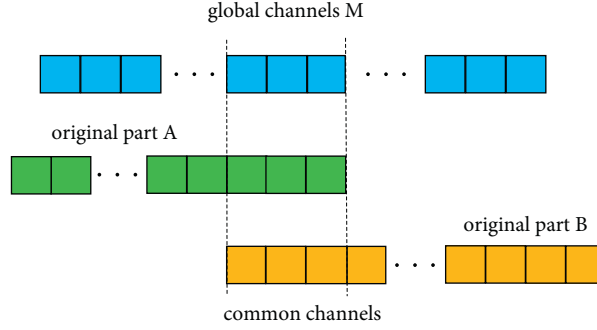 global channels M
original part A
original part B
common channels